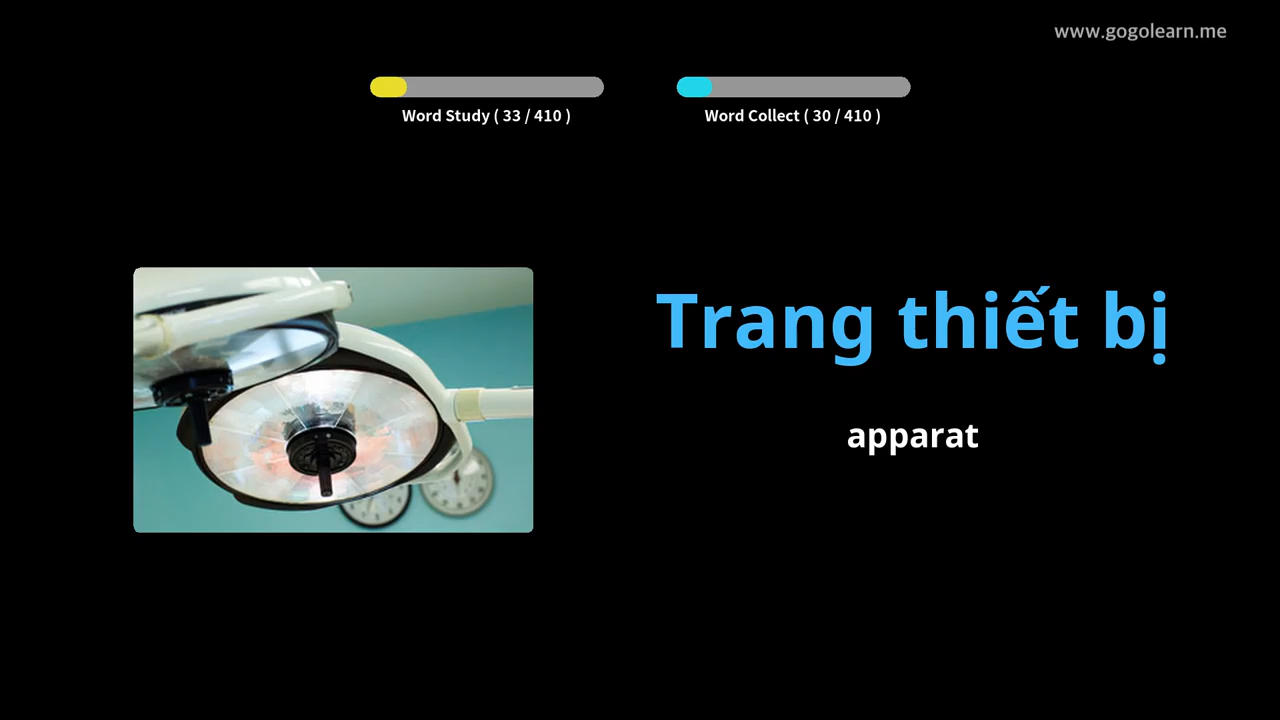 www.gogolearn.me
Word Study ( 33 / 410 )
Word Collect ( 30 / 410 )
Trang thiết bị
apparat